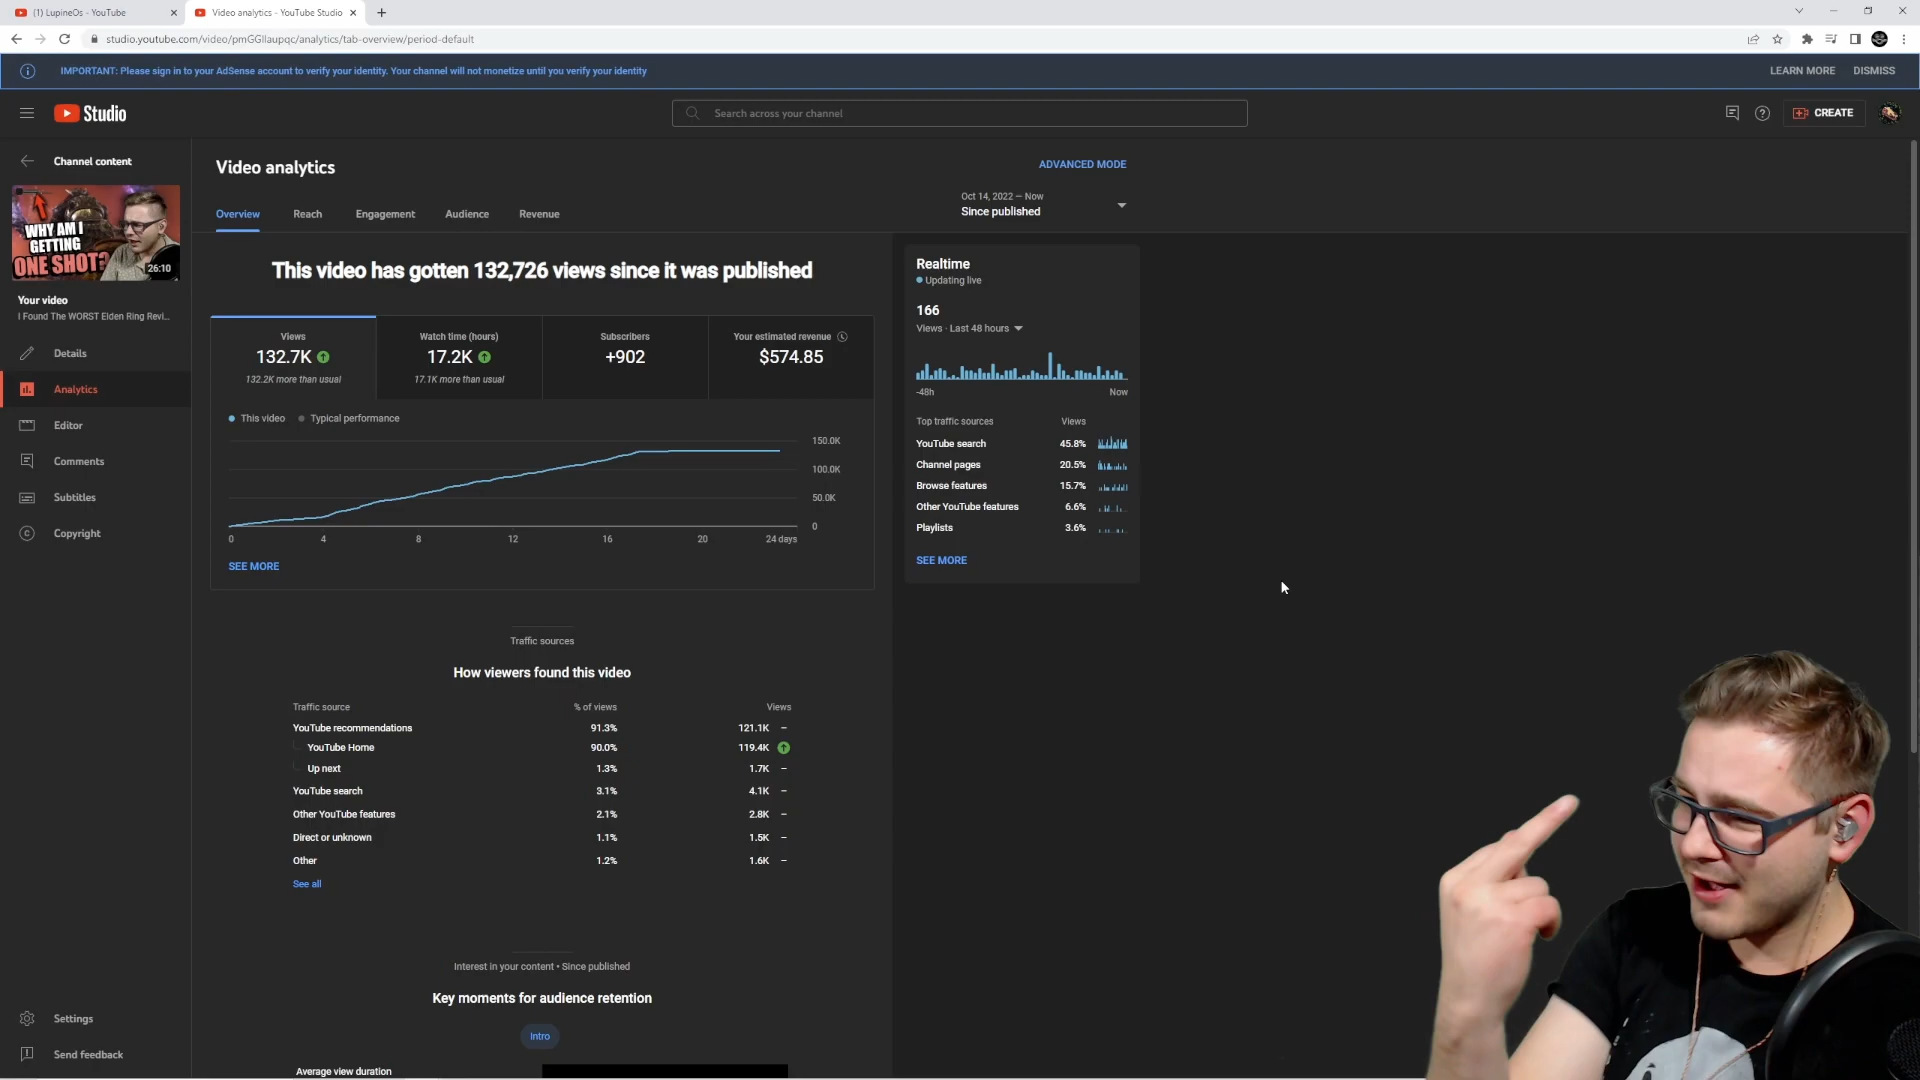 (1) LupineOs - YouTube
Video analytics - YouTube Studio
studio.youtube.com/video/pmGGIlaupqc/analytics/tab-overview/period-default
IMPORTANT: Please sign in to your AdSense account to verify your identity. Your channel will not monetize until you verify your identity
LEARN MORE
DISMISS
Studio
Search across your channel
CREATE
Channel content
WHY AM I
GETTING
ONE SHOT?
26:10
Your video
I Found The WORST Elden Ring Revi...
Details
Analytics
Editor
Comments
Subtitles
Copyright
Settings
Send feedback
Video analytics
ADVANCED MODE
Oct 14, 2022 – Now
Since published
Overview
Reach
Engagement
Audience
Revenue
This video has gotten 132,726 views since it was published
Views
132.7K
132.2K more than usual
Watch time (hours)
17.2K
17.1K more than usual
Subscribers
+902
Your estimated revenue
$574.85
This video
Typical performance
150.0K
100.0K
50.0K
0
0 4 8 12 16 20 24 days
SEE MORE
Traffic sources
How viewers found this video
Traffic source % of views Views
YouTube recommendations 91.3% 121.1K –
YouTube Home 90.0% 119.4K
Up next 1.3% 1.7K –
YouTube search 3.1% 4.1K –
Other YouTube features 2.1% 2.8K –
Direct or unknown 1.1% 1.5K –
Other 1.2% 1.6K –
See all
Interest in your content • Since published
Key moments for audience retention
Intro
Average view duration
Realtime
Updating live
166
Views · Last 48 hours
-48h Now
Top traffic sources Views
YouTube search 45.8%
Channel pages 20.5%
Browse features 15.7%
Other YouTube features 6.6%
Playlists 3.6%
SEE MORE